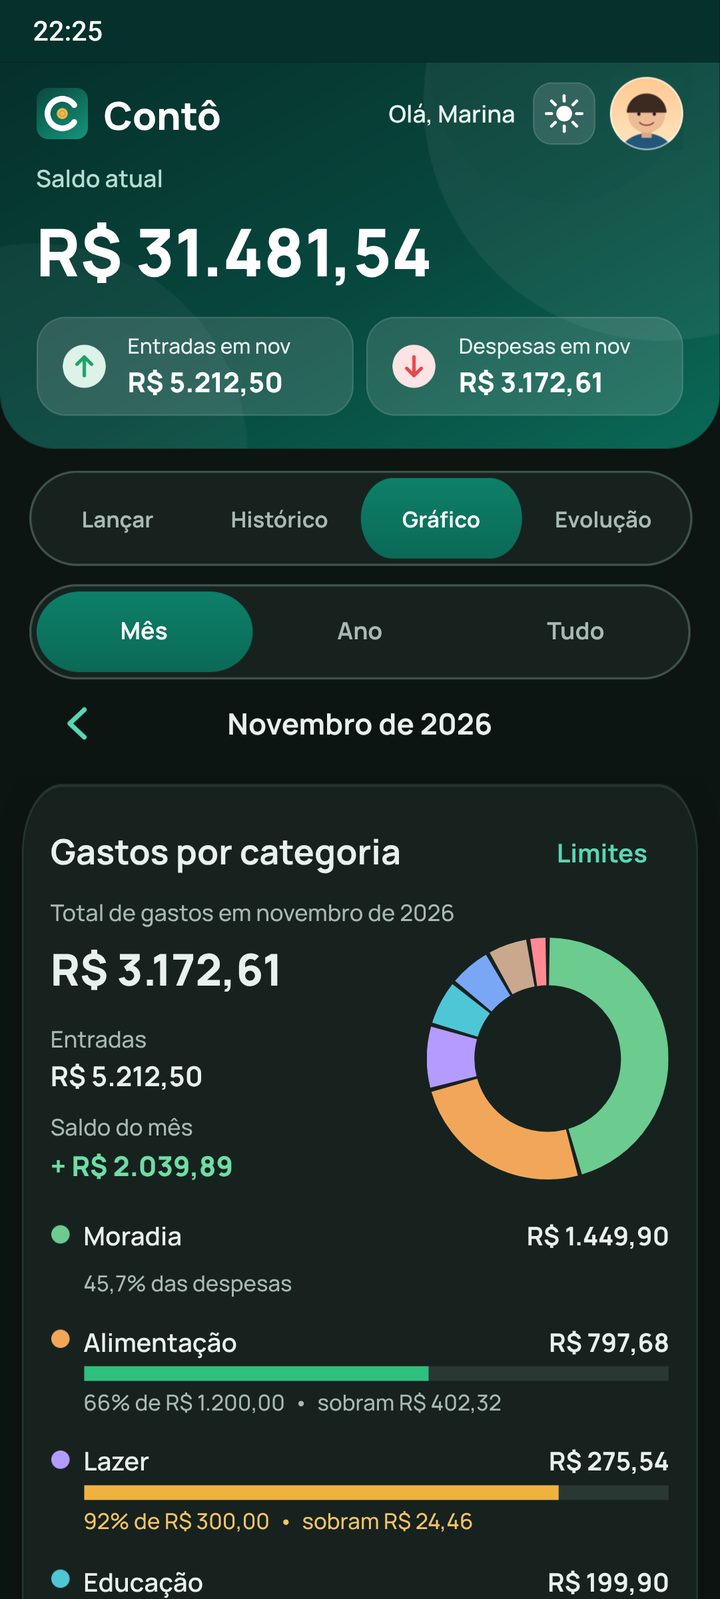 22:25
Contô
Olá, Marina
Saldo atual
R$ 31.481,54
Entradas em nov
R$ 5.212,50
Despesas em nov
R$ 3.172,61
Lançar Histórico Gráfico Evolução
Mês Ano Tudo
Novembro de 2026
Gastos por categoria
Limites
Total de gastos em novembro de 2026
R$ 3.172,61
Entradas
R$ 5.212,50
Saldo do mês
+ R$ 2.039,89
Moradia R$ 1.449,90
45,7% das despesas
Alimentação R$ 797,68
66% de R$ 1.200,00 • sobram R$ 402,32
Lazer R$ 275,54
92% de R$ 300,00 • sobram R$ 24,46
Educação R$ 199,90